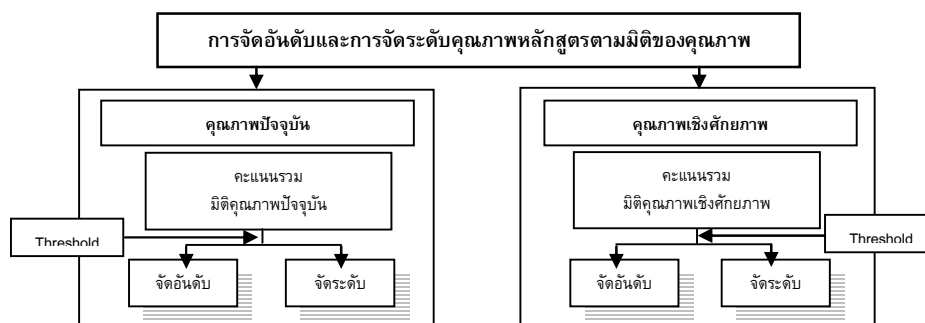 การจัดอันดับและการจัดระดับคุณภาพหลักสูตรตามมิติของคุณภาพ
คุณภาพปัจจุบัน
คะแนนรวม
มิติคุณภาพปัจจุบัน
Threshold
จัดอันดับ
จัดระดับ
คุณภาพเชิงศักยภาพ
คะแนนรวม
มิติคุณภาพเชิงศักยภาพ
Threshold
จัดอันดับ
จัดระดับ